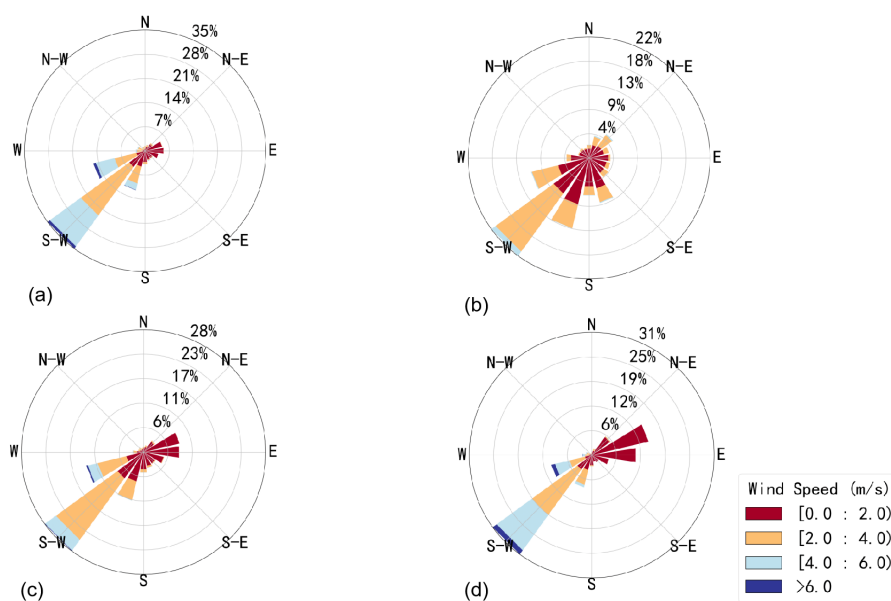 N
35%
28%
21%
14%
7%
N-W
N-E
W
E
S-W
S-E
S
(a)
N
22%
18%
13%
9%
4%
N-W
N-E
W
E
S-W
S-E
S
(b)
N
28%
23%
17%
11%
6%
N-W
N-E
W
E
S-W
S-E
S
(c)
N
31%
25%
19%
12%
6%
N-W
N-E
W
E
S-W
S-E
S
(d)
Wind Speed (m/s)
[0.0 : 2.0)
[2.0 : 4.0)
[4.0 : 6.0)
>6.0